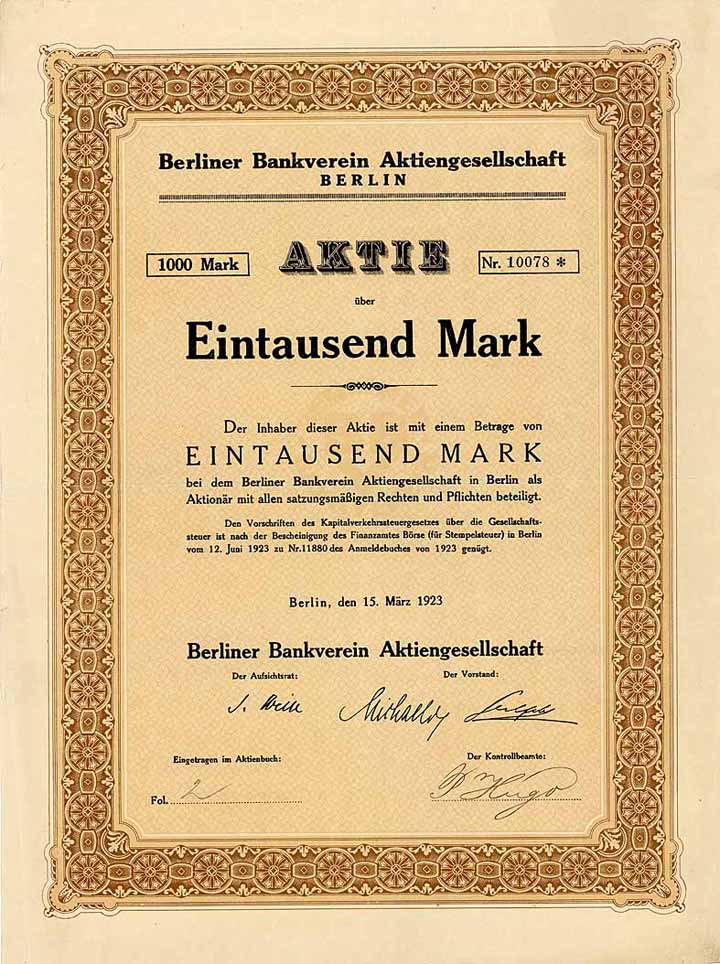 Berliner Bankverein Aktiengesellschaft
BERLIN
1000 Mark AKTIE Nr. 10078 *
über
Eintausend Mark
Der Inhaber dieser Aktie ist mit einem Betrage von
EINTAUSEND MARK
bei dem Berliner Bankverein Aktiengesellschaft in Berlin als
Aktionär mit allen satzungsmäßigen Rechten und Pflichten beteiligt.
Den Vorschriften des Kapitalverkehrssteuergesetzes über die Gesellschafts-
steuer ist nach der Bescheinigung des Finanzamtes Börse (für Stempelsteuer) in Berlin
vom 12. Juni 1923 zu Nr.11880 des Anmeldebuches von 1923 genügt.
Berlin, den 15. März 1923
Berliner Bankverein Aktiengesellschaft
Der Aufsichtsrat: Der Vorstand:
Eingetragen im Aktienbuch: Der Kontrollbeamte:
Fol. 2 Hugo